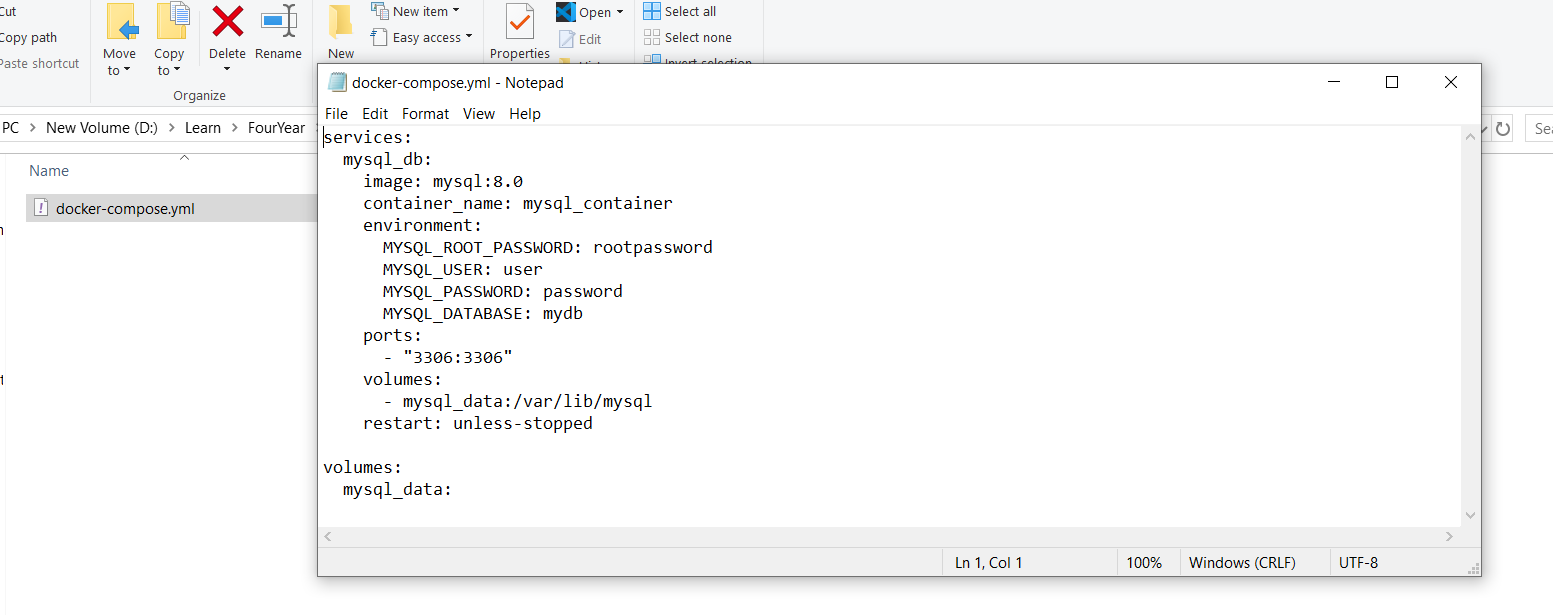 Cut
Copy path
Paste shortcut
Move to
Copy to
Delete
Rename
Organize
New
New item
Easy access
Properties
Open
Edit
Select all
Select none
Invert selection
PC > New Volume (D:) > Learn > FourYear
Name
docker-compose.yml
docker-compose.yml - Notepad
File Edit Format View Help
services:
  mysql_db:
    image: mysql:8.0
    container_name: mysql_container
    environment:
      MYSQL_ROOT_PASSWORD: rootpassword
      MYSQL_USER: user
      MYSQL_PASSWORD: password
      MYSQL_DATABASE: mydb
    ports:
      - "3306:3306"
    volumes:
      - mysql_data:/var/lib/mysql
    restart: unless-stopped

volumes:
  mysql_data:
Ln 1, Col 1
100%
Windows (CRLF)
UTF-8